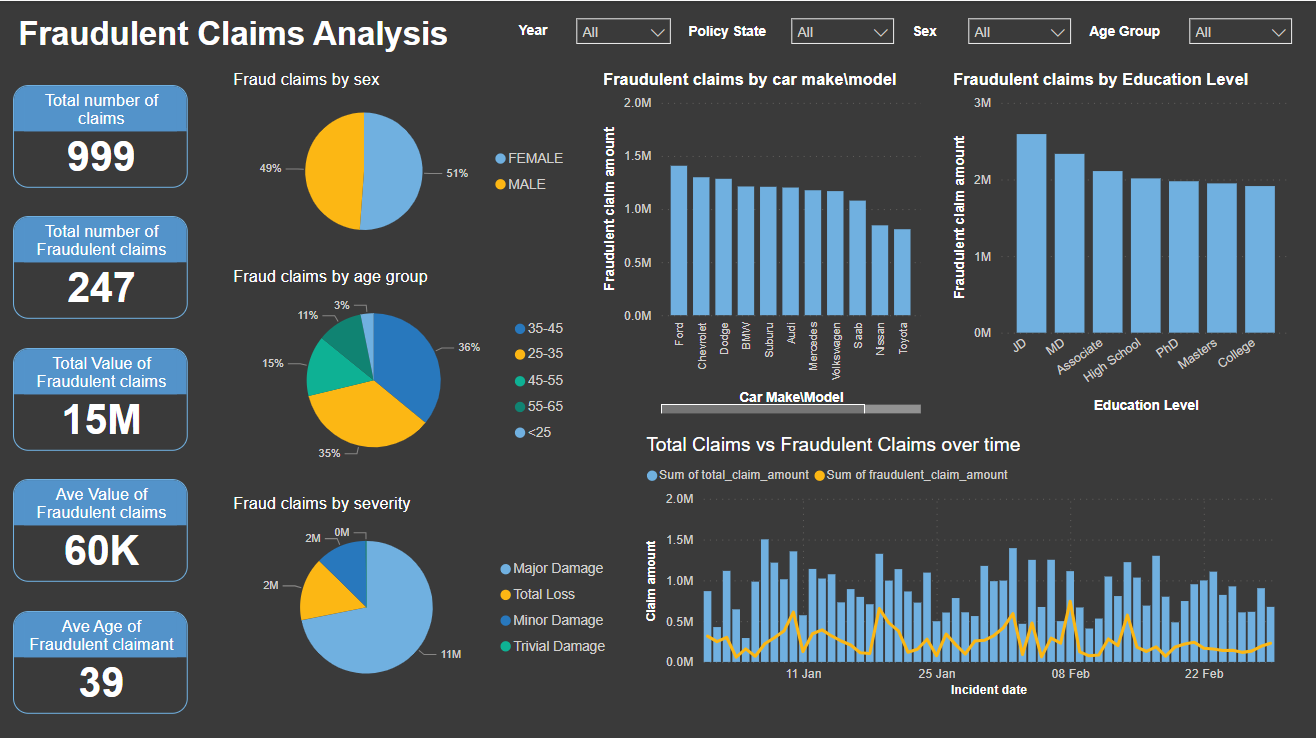 Fraudulent Claims Analysis
Year
All
Policy State
All
Sex
All
Age Group
All
Total number of
claims
999
Total number of
Fraudulent claims
247
Total Value of
Fraudulent claims
15M
Ave Value of
Fraudulent claims
60K
Ave Age of
Fraudulent claimant
39
Fraud claims by sex
49%
51%
FEMALE
MALE
Fraud claims by age group
3%
11%
15%
35%
36%
35-45
25-35
45-55
55-65
<25
Fraud claims by severity
0M
2M
2M
11M
Major Damage
Total Loss
Minor Damage
Trivial Damage
Fraudulent claims by car make\model
Fraudulent claim amount
2.0M
1.5M
1.0M
0.5M
0.0M
Ford
Chevrolet
Dodge
BMW
Suburu
Audi
Mercedes
Volkswagen
Saab
Nissan
Toyota
Car Make\Model
Fraudulent claims by Education Level
Fraudulent claim amount
3M
2M
1M
0M
JD
MD
Associate
High School
PhD
Masters
College
Education Level
Total Claims vs Fraudulent Claims over time
Sum of total_claim_amount
Sum of fraudulent_claim_amount
Claim amount
2.0M
1.5M
1.0M
0.5M
0.0M
11 Jan
25 Jan
08 Feb
22 Feb
Incident date